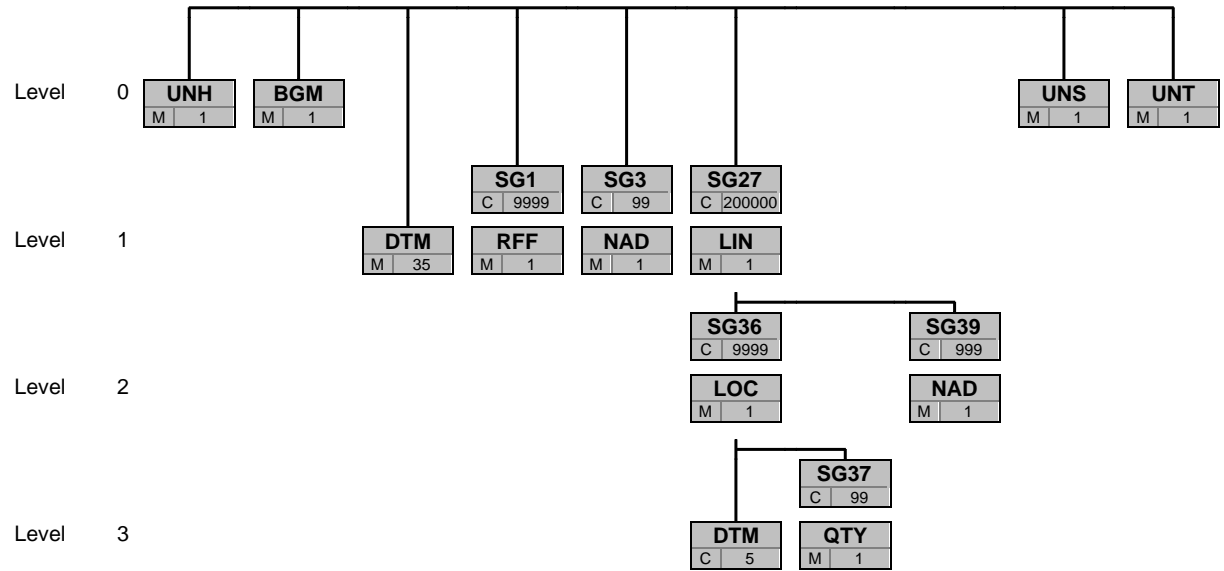 Level 0 UNH BGM UNS UNT
M 1 M 1 M 1 M 1
SG1 SG3 SG27
C 9999 C 99 C 200000
Level 1 DTM RFF NAD LIN
M 35 M 1 M 1 M 1
SG36 SG39
C 9999 C 999
Level 2 LOC NAD
M 1 M 1
SG37
C 99
Level 3 DTM QTY
C 5 M 1